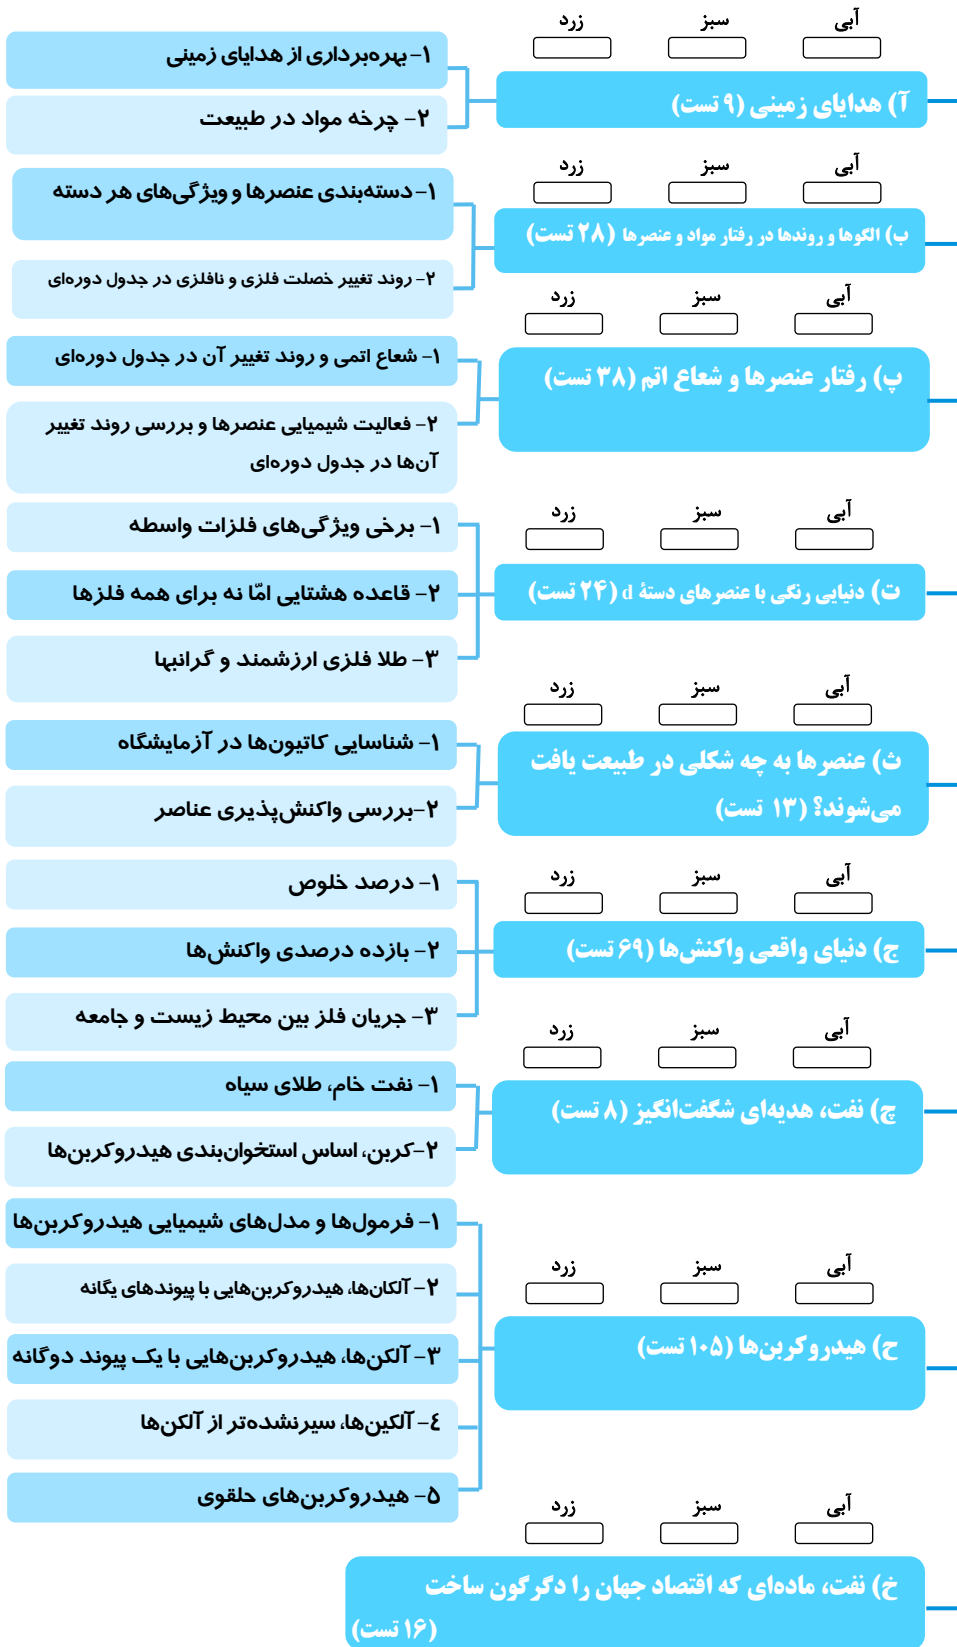 آبی سبز زرد
آ) هدایای زمینی (۹ تست)
۱- بهره‌برداری از هدایای زمینی
۲- چرخه مواد در طبیعت
آبی سبز زرد
ب) الگوها و روندها در رفتار مواد و عنصرها (۲۸ تست)
۱- دسته‌بندی عنصرها و ویژگی‌های هر دسته
۲- روند تغییر خصلت فلزی و نافلزی در جدول دوره‌ای
آبی سبز زرد
پ) رفتار عنصرها و شعاع اتم (۳۸ تست)
۱- شعاع اتمی و روند تغییر آن در جدول دوره‌ای
۲- فعالیت شیمیایی عنصرها و بررسی روند تغییر
آن‌ها در جدول دوره‌ای
آبی سبز زرد
ت) دنیایی رنگی با عنصرهای دستهٔ d (۲۴ تست)
۱- برخی ویژگی‌های فلزات واسطه
۲- قاعده هشتایی امّا نه برای همه فلزها
۳- طلا فلزی ارزشمند و گرانبها
آبی سبز زرد
ث) عنصرها به چه شکلی در طبیعت یافت
می‌شوند؟ (۱۳ تست)
۱- شناسایی کاتیون‌ها در آزمایشگاه
۲-بررسی واکنش‌پذیری عناصر
آبی سبز زرد
ج) دنیای واقعی واکنش‌ها (۶۹ تست)
۱- درصد خلوص
۲- بازده درصدی واکنش‌ها
۳- جریان فلز بین محیط زیست و جامعه
آبی سبز زرد
چ) نفت، هدیه‌ای شگفت‌انگیز (۸ تست)
۱- نفت خام، طلای سیاه
۲-کربن، اساس استخوان‌بندی هیدروکربن‌ها
آبی سبز زرد
ح) هیدروکربن‌ها (۱۰۵ تست)
۱- فرمول‌ها و مدل‌های شیمیایی هیدروکربن‌ها
۲- آلکان‌ها، هیدروکربن‌هایی با پیوندهای یگانه
۳- آلکن‌ها، هیدروکربن‌هایی با یک پیوند دوگانه
٤- آلکین‌ها، سیرنشده‌تر از آلکن‌ها
۵- هیدروکربن‌های حلقوی
آبی سبز زرد
خ) نفت، ماده‌ای که اقتصاد جهان را دگرگون ساخت
(۱۶ تست)